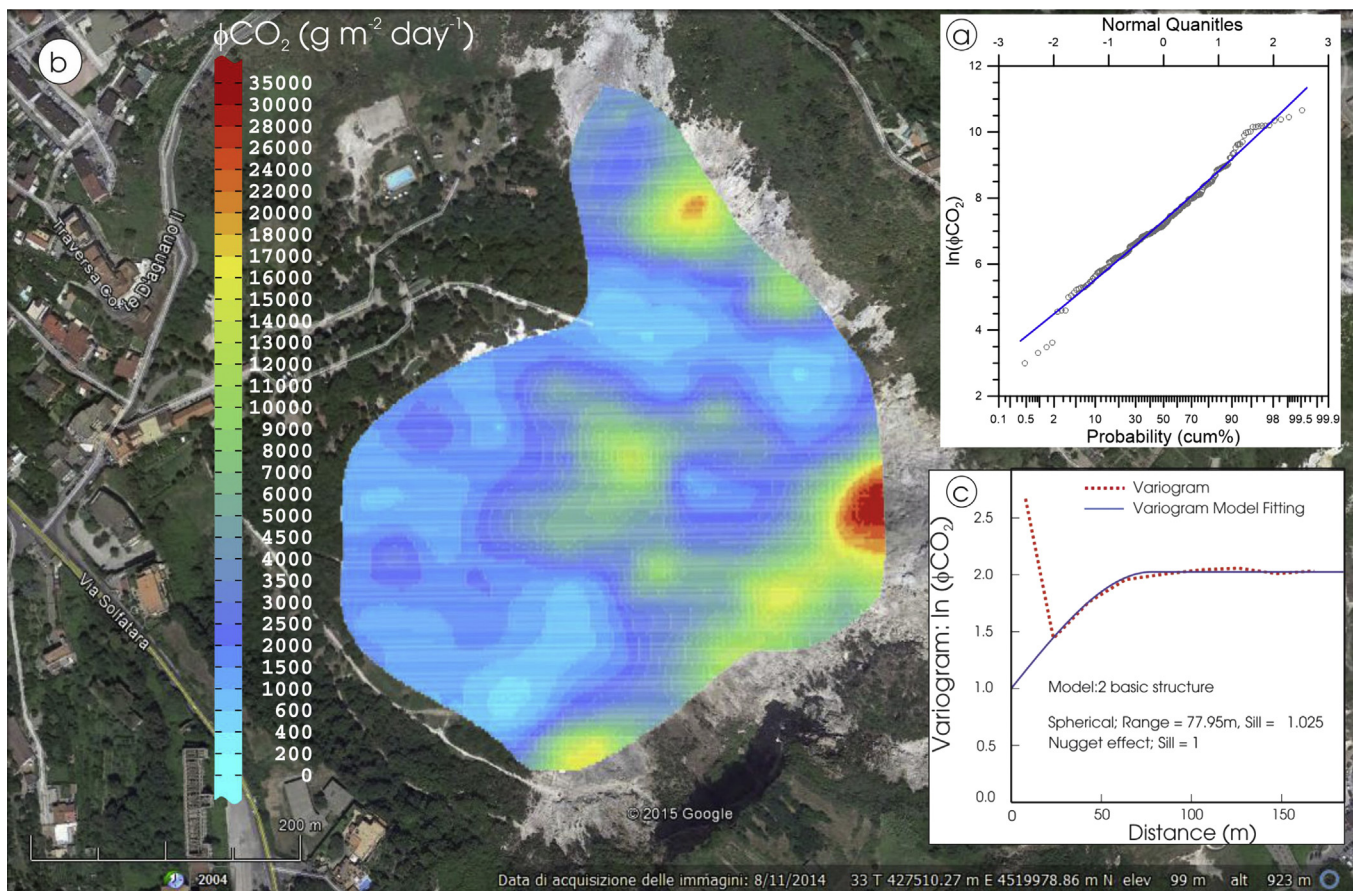 b
ϕCO₂ (g m⁻² day⁻¹)
35000
30000
28000
26000
24000
22000
20000
18000
17000
16000
15000
14000
13000
12000
11000
10000
9000
8000
7000
6000
5000
4000
3000
2000
1500
1000
600
400
200
0
Traversa Corte D'agnano II
Via Solfatara
200 m
2004
© 2015 Google
Data di acquisizione delle immagini: 8/11/2014 33 T 427510.27 m E 4519978.86 m N elev 99 m alt 923 m
a
Normal Quanitles
-3 -2 -1 0 1 2 3
ln(ϕCO₂)
12
10
8
6
4
2
0.1 0.5 2 10 30 50 70 90 98 99.5 99.9
Probability (cum%)
c
Variogram: ln (ϕCO₂)
2.5
2.0
1.5
1.0
0.5
0.0
Variogram
Variogram Model Fitting
Model:2 basic structure
Spherical; Range = 77.95m, Sill = 1.025
Nugget effect; Sill = 1
0 50 100 150
Distance (m)